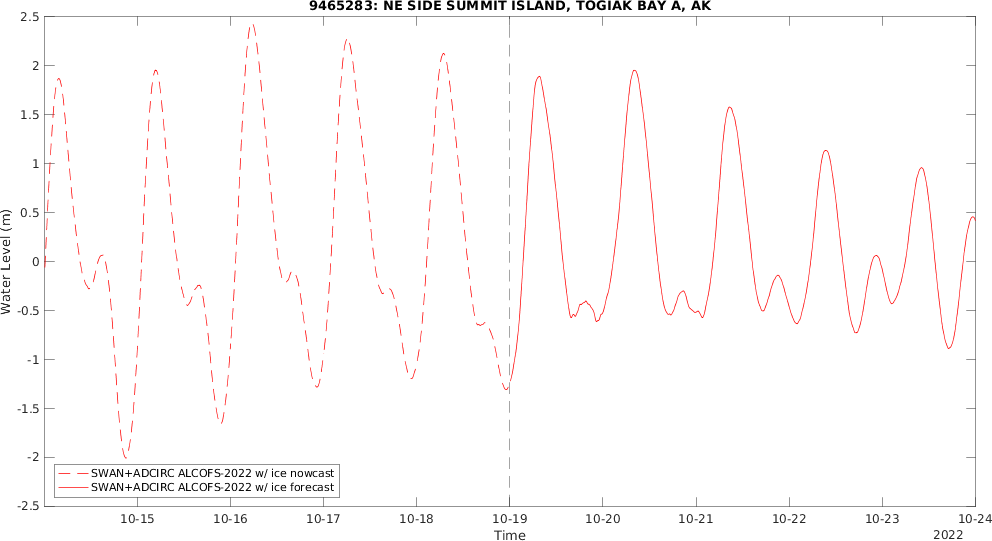 9465283: NE SIDE SUMMIT ISLAND, TOGIAK BAY A, AK
Water Level (m)
2.5
2
1.5
1
0.5
0
-0.5
-1
-1.5
-2
-2.5
SWAN+ADCIRC ALCOFS-2022 w/ ice nowcast
SWAN+ADCIRC ALCOFS-2022 w/ ice forecast
10-15 10-16 10-17 10-18 10-19 10-20 10-21 10-22 10-23 10-24
Time
2022